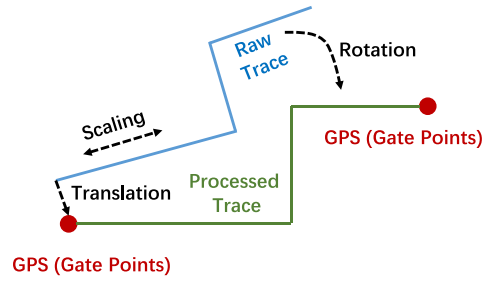 Raw
Trace
Rotation
Scaling
GPS (Gate Points)
Translation
Processed
Trace
GPS (Gate Points)